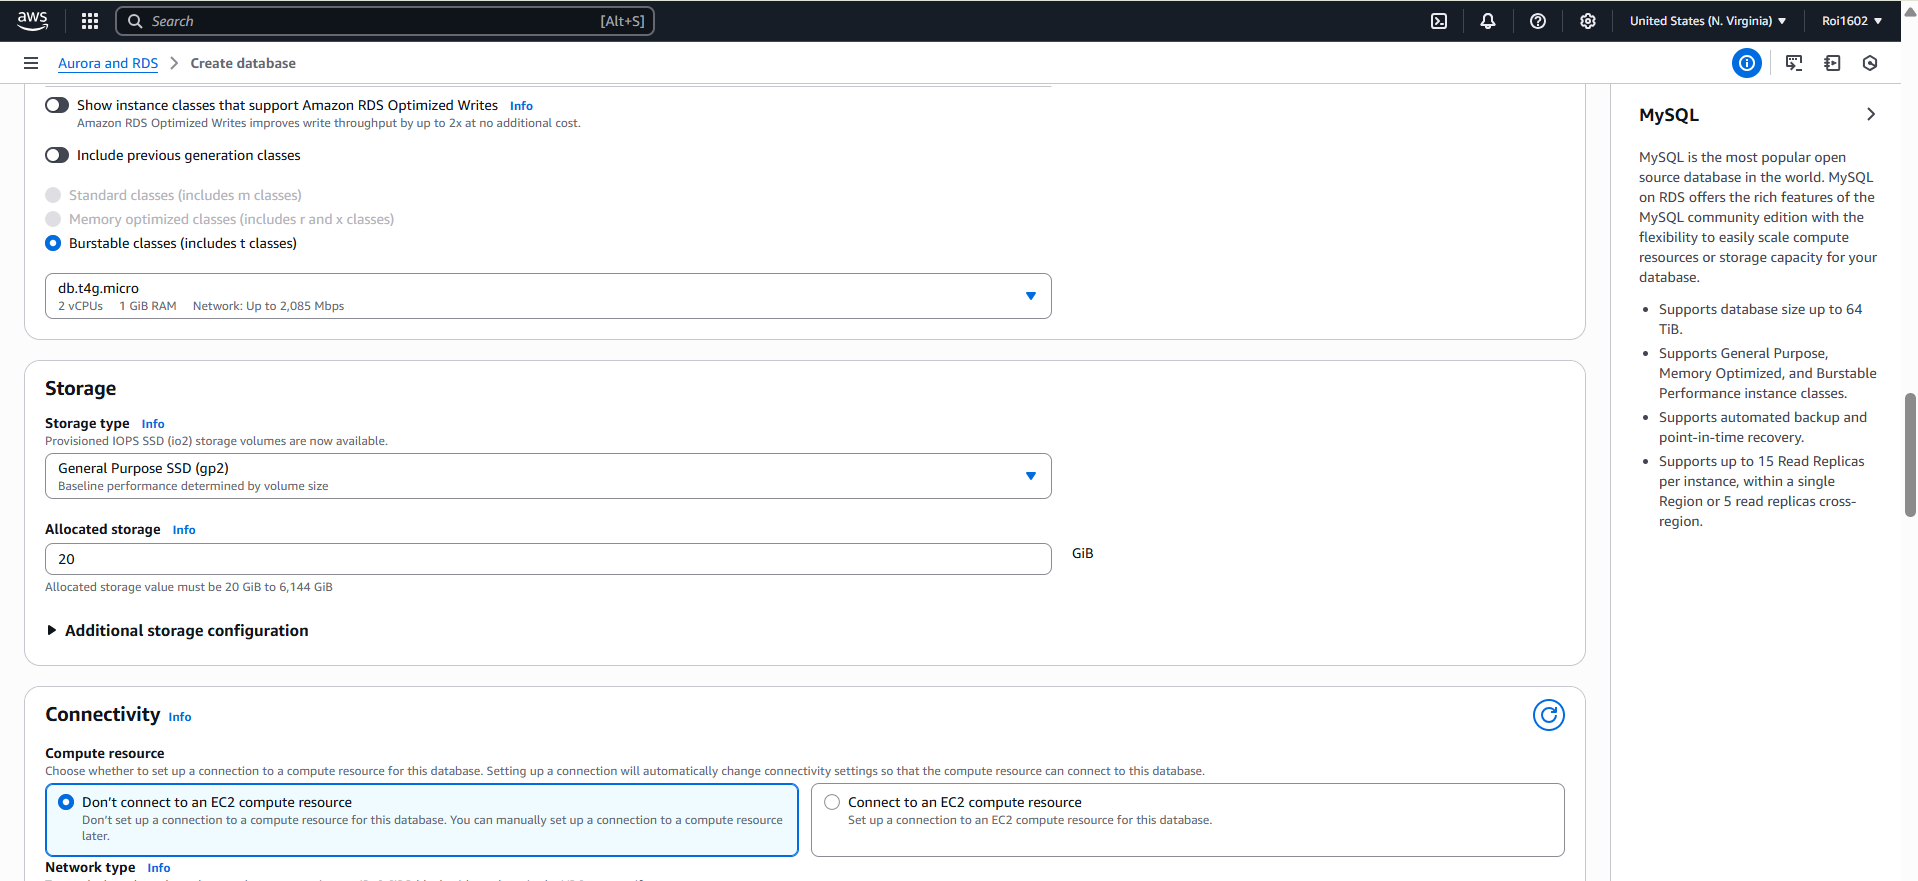 aws
Search
[Alt+S]
United States (N. Virginia)
Roi1602
Aurora and RDS
Create database
Show instance classes that support Amazon RDS Optimized Writes Info
Amazon RDS Optimized Writes improves write throughput by up to 2x at no additional cost.
Include previous generation classes
Standard classes (includes m classes)
Memory optimized classes (includes r and x classes)
Burstable classes (includes t classes)
db.t4g.micro
2 vCPUs 1 GiB RAM Network: Up to 2,085 Mbps
Storage
Storage type Info
Provisioned IOPS SSD (io2) storage volumes are now available.
General Purpose SSD (gp2)
Baseline performance determined by volume size
Allocated storage Info
20
GiB
Allocated storage value must be 20 GiB to 6,144 GiB
Additional storage configuration
Connectivity Info
Compute resource
Choose whether to set up a connection to a compute resource for this database. Setting up a connection will automatically change connectivity settings so that the compute resource can connect to this database.
Don’t connect to an EC2 compute resource
Don’t set up a connection to a compute resource for this database. You can manually set up a connection to a compute resource
later.
Connect to an EC2 compute resource
Set up a connection to an EC2 compute resource for this database.
Network type Info
MySQL
MySQL is the most popular open
source database in the world. MySQL
on RDS offers the rich features of the
MySQL community edition with the
flexibility to easily scale compute
resources or storage capacity for your
database.
Supports database size up to 64
TiB.
Supports General Purpose,
Memory Optimized, and Burstable
Performance instance classes.
Supports automated backup and
point-in-time recovery.
Supports up to 15 Read Replicas
per instance, within a single
Region or 5 read replicas cross-
region.